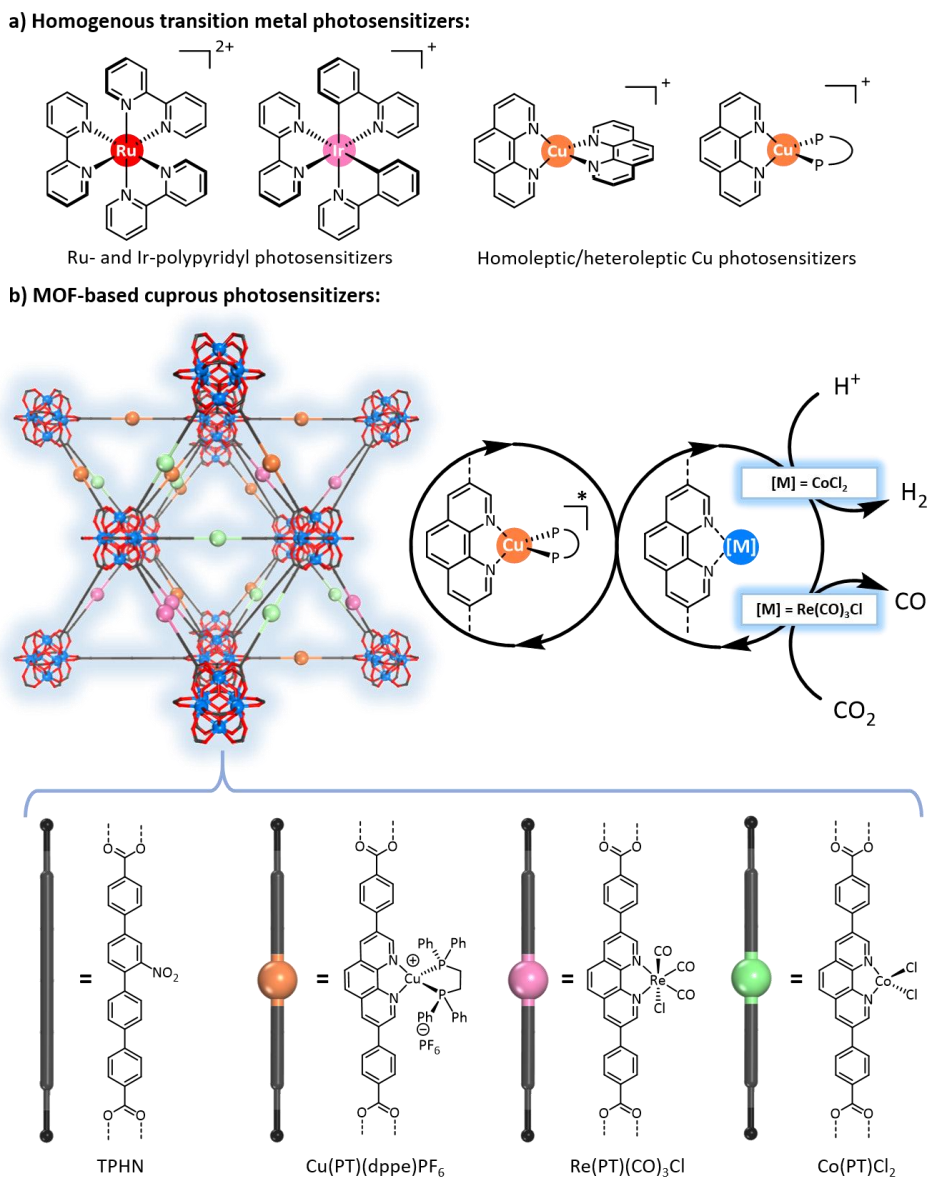 a) Homogenous transition metal photosensitizers:
2+
+
+
+
N
N
N
N
N
N
Ru
N
N
N
N
Ir
N
N
N
N
Cu
N
N
Cu
P
P
Ru- and Ir-polypyridyl photosensitizers
Homoleptic/heteroleptic Cu photosensitizers
b) MOF-based cuprous photosensitizers:
H+
[M] = CoCl2
H2
*
N
N
Cu
P
P
N
N
[M]
CO
[M] = Re(CO)3Cl
CO2
O
O
NO2
O
O
=
O
O
Ph
Ph
N
N
Cu
+
P
P
Ph
Ph
−
PF6
O
O
=
O
O
N
N
Re
CO
CO
CO
Cl
O
O
=
O
O
N
N
Co
Cl
Cl
O
O
=
TPHN
Cu(PT)(dppe)PF6
Re(PT)(CO)3Cl
Co(PT)Cl2